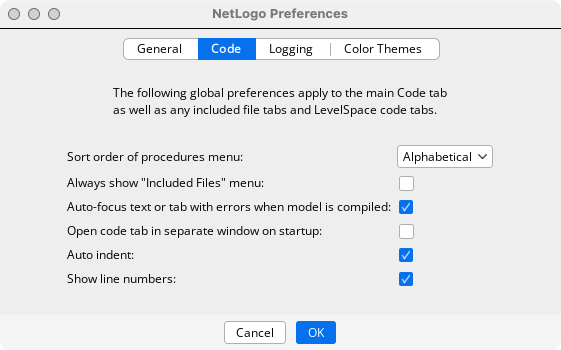 NetLogo Preferences
General
Code
Logging
Color Themes
The following global preferences apply to the main Code tab
as well as any included file tabs and LevelSpace code tabs.
Sort order of procedures menu:
Alphabetical
Always show "Included Files" menu:
Auto-focus text or tab with errors when model is compiled:
Open code tab in separate window on startup:
Auto indent:
Show line numbers:
Cancel
OK